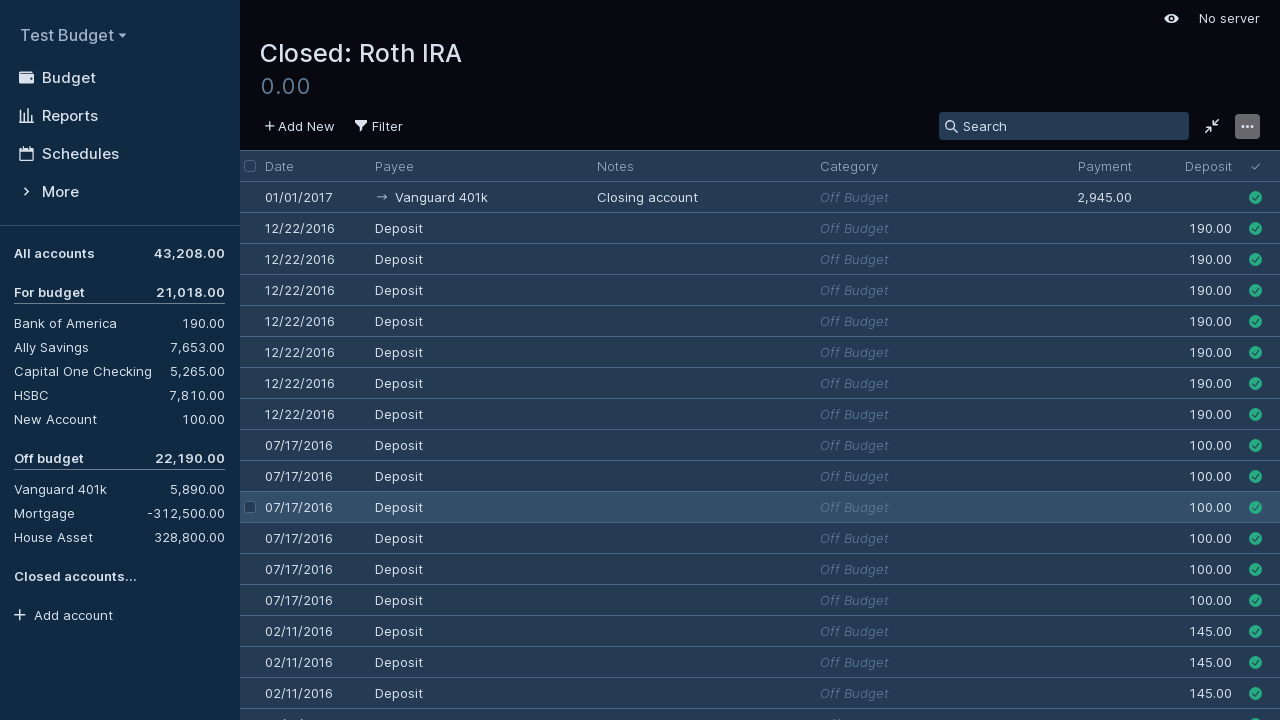 Test Budget
Budget
Reports
Schedules
More
All accounts 43,208.00
For budget 21,018.00
Bank of America 190.00
Ally Savings 7,653.00
Capital One Checking 5,265.00
HSBC 7,810.00
New Account 100.00
Off budget 22,190.00
Vanguard 401k 5,890.00
Mortgage -312,500.00
House Asset 328,800.00
Closed accounts...
Add account
No server
Closed: Roth IRA
0.00
Add New Filter Search
Date Payee Notes Category Payment Deposit
01/01/2017 → Vanguard 401k Closing account Off Budget 2,945.00
12/22/2016 Deposit Off Budget 190.00
12/22/2016 Deposit Off Budget 190.00
12/22/2016 Deposit Off Budget 190.00
12/22/2016 Deposit Off Budget 190.00
12/22/2016 Deposit Off Budget 190.00
12/22/2016 Deposit Off Budget 190.00
12/22/2016 Deposit Off Budget 190.00
07/17/2016 Deposit Off Budget 100.00
07/17/2016 Deposit Off Budget 100.00
07/17/2016 Deposit Off Budget 100.00
07/17/2016 Deposit Off Budget 100.00
07/17/2016 Deposit Off Budget 100.00
07/17/2016 Deposit Off Budget 100.00
02/11/2016 Deposit Off Budget 145.00
02/11/2016 Deposit Off Budget 145.00
02/11/2016 Deposit Off Budget 145.00